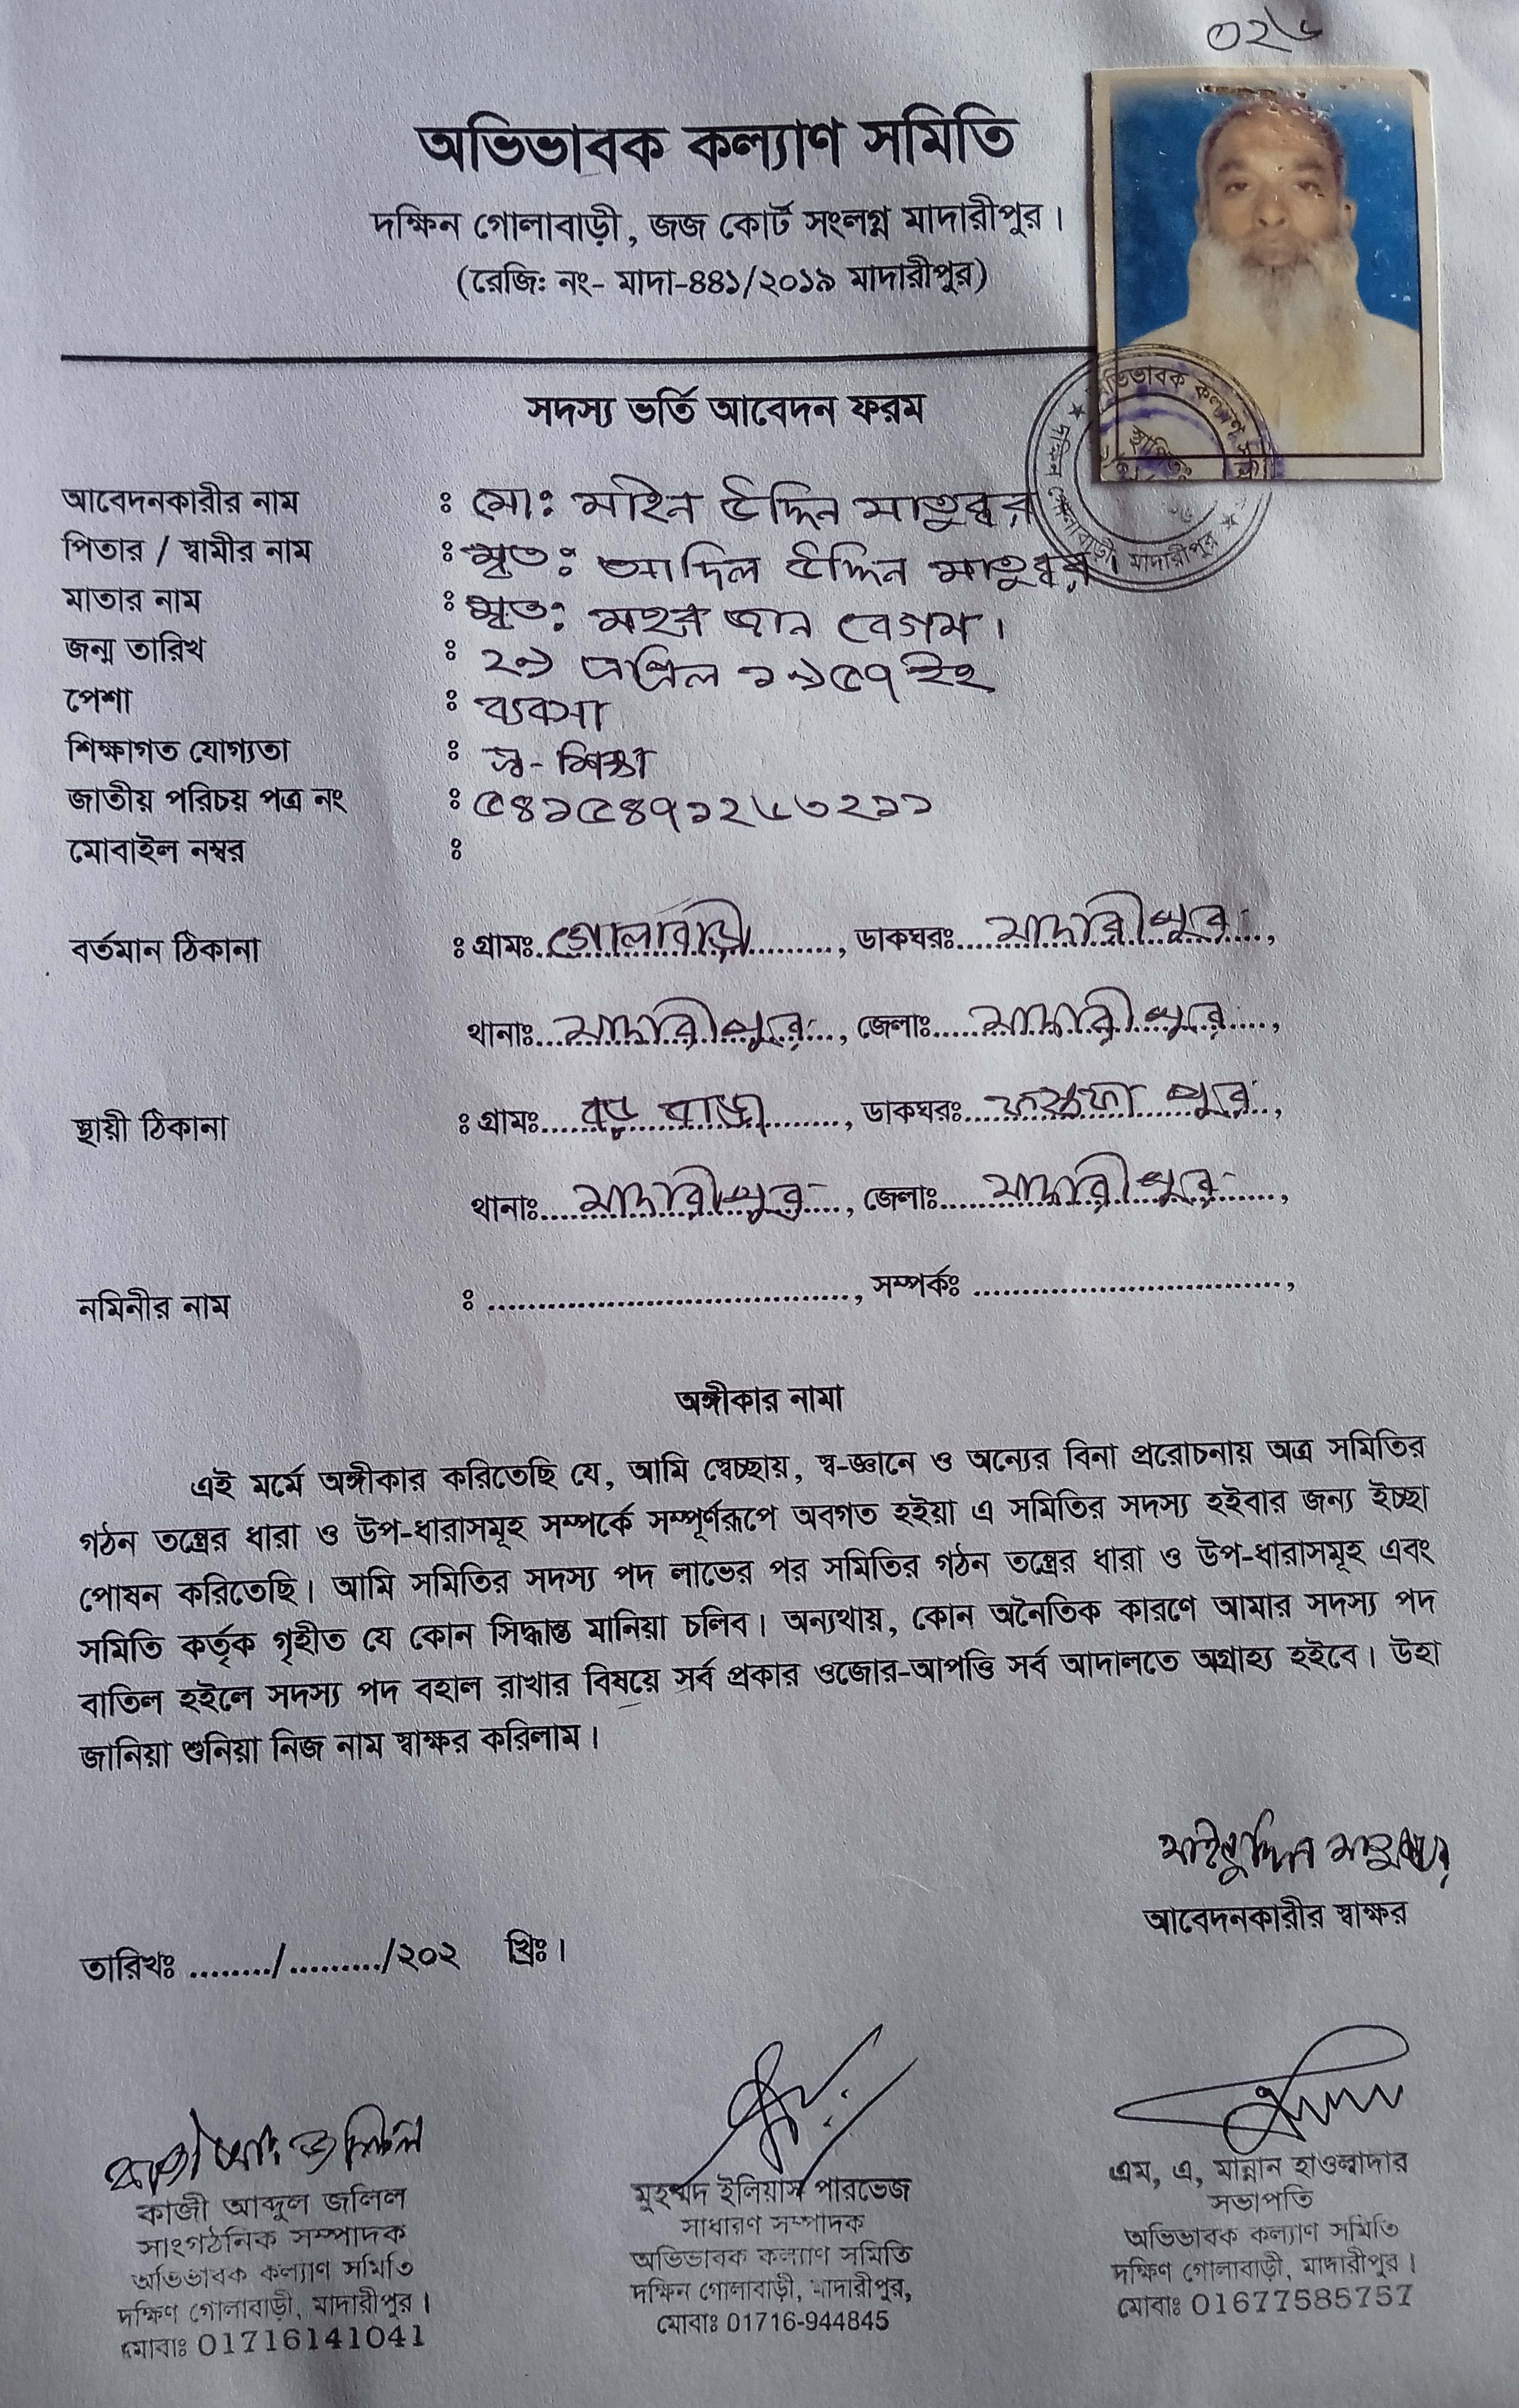 ০২৬
অভিভাবক কল্যাণ সমিতি
দক্ষিন গোলাবাড়ী, জজ কোর্ট সংলগ্ন মাদারীপুর।
(রেজি: নং- মাদা-৪৪১/২০১৯ মাদারীপুর)
সদস্য ভর্তি আবেদন ফরম
আবেদনকারীর নাম : মো: মহিন উদ্দিন মাতুব্বর
পিতার / স্বামীর নাম : মৃত: আদিল উদ্দিন মাতুব্বর।
মাতার নাম : মৃত: মহর জান বেগম।
জন্ম তারিখ : ২৯ এপ্রিল ১৯৫৭ ইং
পেশা : ব্যবসা
শিক্ষাগত যোগ্যতা : স্ব-শিক্ষা
জাতীয় পরিচয় পত্র নং : ৫৪১৫৪৭১২৬৩২১১
মোবাইল নম্বর :
বর্তমান ঠিকানা : গ্রামঃ গোলাবাড়ী, ডাকঘরঃ মাদারীপুর,
থানাঃ মাদারীপুর, জেলাঃ মাদারীপুর,
স্থায়ী ঠিকানা : গ্রামঃ বড় বাড্ডা, ডাকঘরঃ পুর,
থানাঃ মাদারীপুর, জেলাঃ মাদারীপুর,
নমিনীর নাম : ..................................., সম্পর্কঃ ..............................,
অঙ্গীকার নামা
এই মর্মে অঙ্গীকার করিতেছি যে, আমি স্বেচ্ছায়, স্ব-জ্ঞানে ও অন্যের বিনা প্ররোচনায় অত্র সমিতির
গঠন তন্ত্রের ধারা ও উপ-ধারাসমূহ সম্পর্কে সম্পূর্ণরূপে অবগত হইয়া এ সমিতির সদস্য হইবার জন্য ইচ্ছা
পোষন করিতেছি। আমি সমিতির সদস্য পদ লাভের পর সমিতির গঠন তন্ত্রের ধারা ও উপ-ধারাসমূহ এবং
সমিতি কর্তৃক গৃহীত যে কোন সিদ্ধান্ত মানিয়া চলিব। অন্যথায়, কোন অনৈতিক কারণে আমার সদস্য পদ
বাতিল হইলে সদস্য পদ বহাল রাখার বিষয়ে সর্ব প্রকার ওজোর-আপত্তি সর্ব আদালতে অগ্রাহ্য হইবে। উহা
জানিয়া শুনিয়া নিজ নাম স্বাক্ষর করিলাম।
মাইনুদ্দিন মাতুব্বর
আবেদনকারীর স্বাক্ষর
তারিখঃ ......../........./২০২ খ্রিঃ।
কাজী আব্দুল জলিল
সাংগঠনিক সম্পাদক
অভিভাবক কল্যাণ সমিতি
দক্ষিণ গোলাবাড়ী, মাদারীপুর।
মোবাঃ 01716141041
মুহম্মদ ইলিয়াস পারভেজ
সাধারণ সম্পাদক
অভিভাবক কল্যাণ সমিতি
দক্ষিন গোলাবাড়ী, মাদারীপুর,
মোবাঃ 01716-944845
এম, এ, মান্নান হাওলাদার
সভাপতি
অভিভাবক কল্যাণ সমিতি
দক্ষিণ গোলাবাড়ী, মাদারীপুর।
মোবাঃ 01677585757